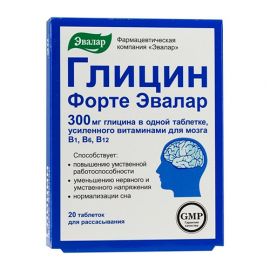 Эвалар
Фармацевтическая
компания «Эвалар»
Глицин
Форте Эвалар
300 мг глицина в одной таблетке,
усиленного витаминами для мозга
B1, B6, B12
Способствует:
• повышению умственной
работоспособности
• уменьшению нервного и
умственного напряжения
• нормализации сна
20 таблеток
для рассасывания
GMP